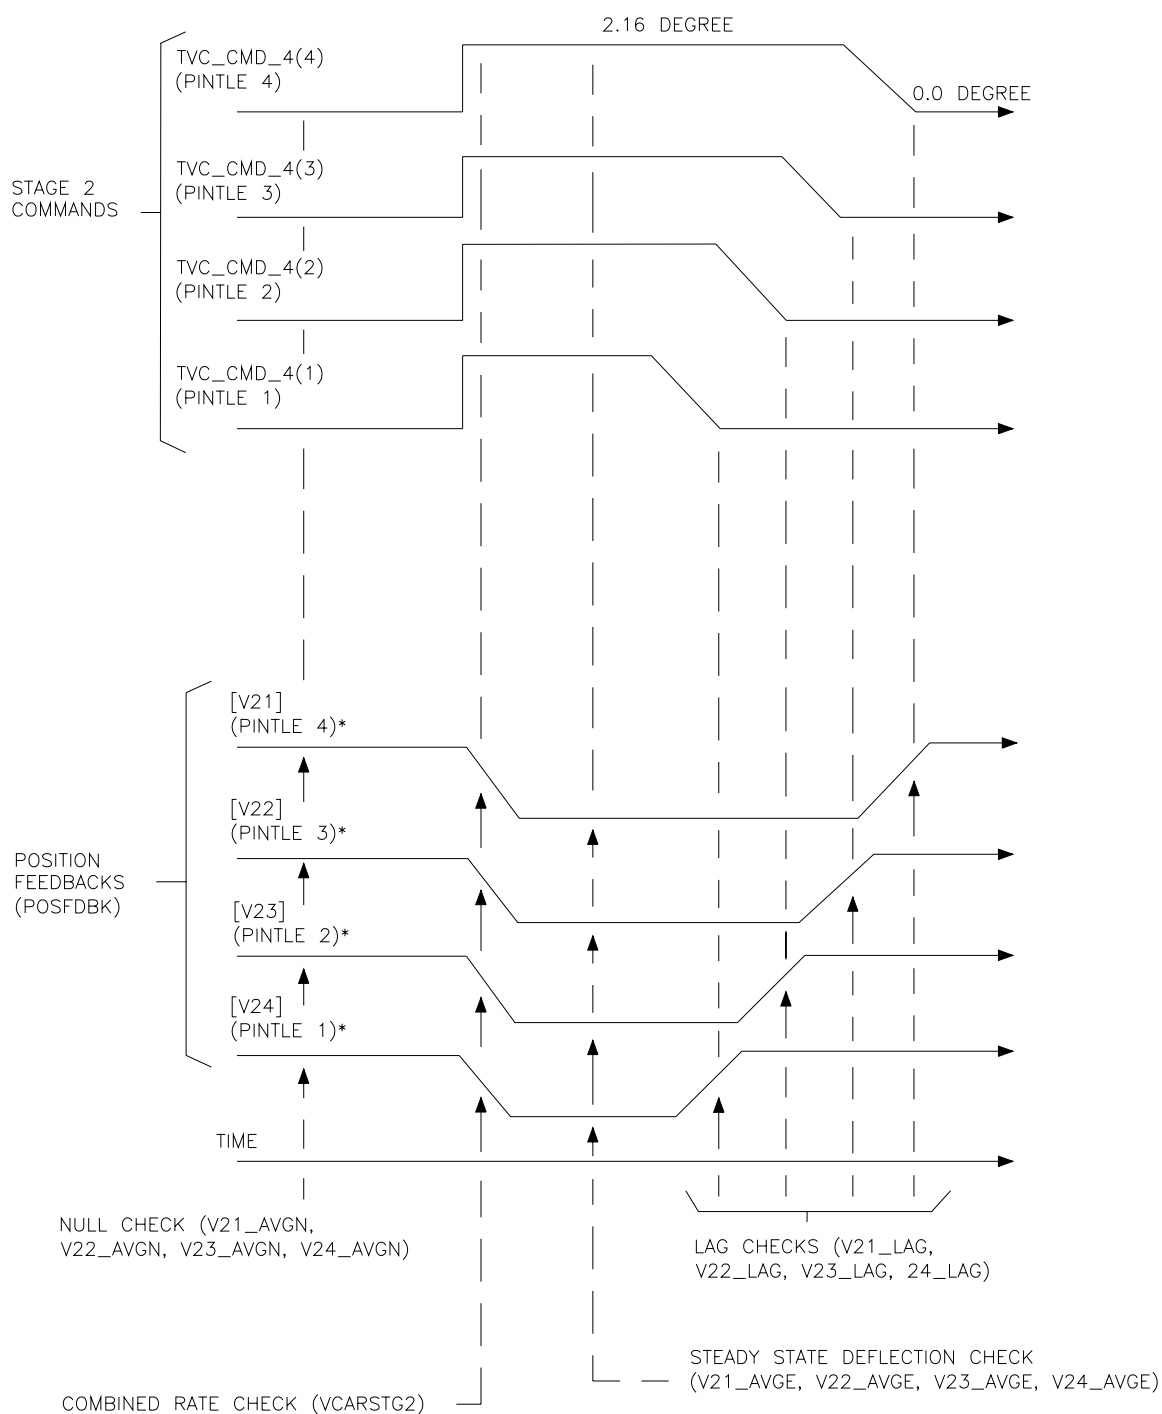 2.16 DEGREE
TVC_CMD_4(4)
(PINTLE 4)
0.0 DEGREE
TVC_CMD_4(3)
(PINTLE 3)
STAGE 2
COMMANDS
TVC_CMD_4(2)
(PINTLE 2)
TVC_CMD_4(1)
(PINTLE 1)
[V21]
(PINTLE 4)*
[V22]
(PINTLE 3)*
POSITION
FEEDBACKS
(POSFDBK)
[V23]
(PINTLE 2)*
[V24]
(PINTLE 1)*
TIME
NULL CHECK (V21_AVGN,
V22_AVGN, V23_AVGN, V24_AVGN)
LAG CHECKS (V21_LAG,
V22_LAG, V23_LAG, 24_LAG)
STEADY STATE DEFLECTION CHECK
(V21_AVGE, V22_AVGE, V23_AVGE, V24_AVGE)
COMBINED RATE CHECK (VCARSTG2)